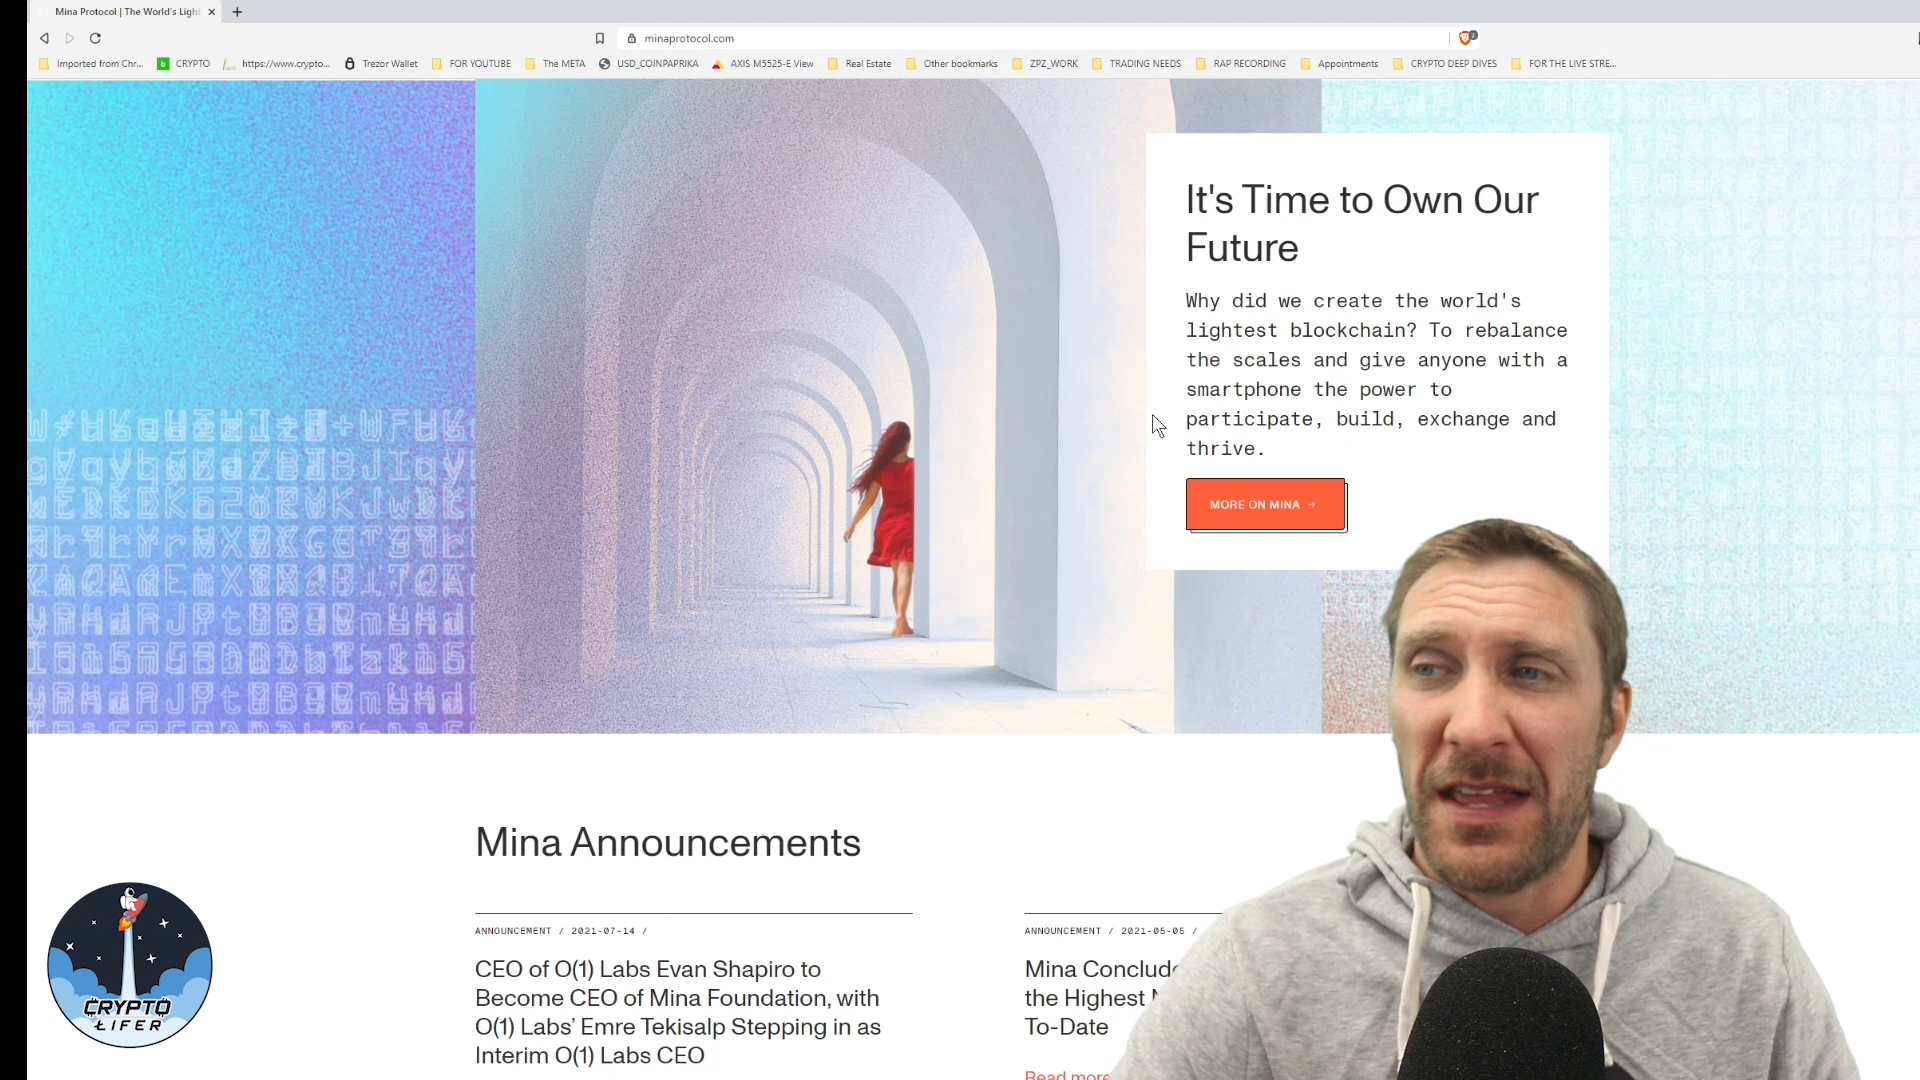 Mina Protocol | The World's Ligh
minaprotocol.com
2
Imported from Chr...
CRYPTO
https://www.crypto...
Trezor Wallet
FOR YOUTUBE
The META
USD_COINPAPRIKA
AXIS M5525-E View
Real Estate
Other bookmarks
ZPZ_WORK
TRADING NEEDS
RAP RECORDING
Appointments
CRYPTO DEEP DIVES
FOR THE LIVE STRE...
It's Time to Own Our
Future
Why did we create the world's
lightest blockchain? To rebalance
the scales and give anyone with a
smartphone the power to
participate, build, exchange and
thrive.
MORE ON MINA →
Mina Announcements
ANNOUNCEMENT / 2021-07-14 /
CEO of O(1) Labs Evan Shapiro to
Become CEO of Mina Foundation, with
O(1) Labs’ Emre Tekisalp Stepping in as
Interim O(1) Labs CEO
ANNOUNCEMENT / 2021-05-05 /
Mina Conclud
the Highest
To-Date
Read more
CRYPTO
ŁIFER